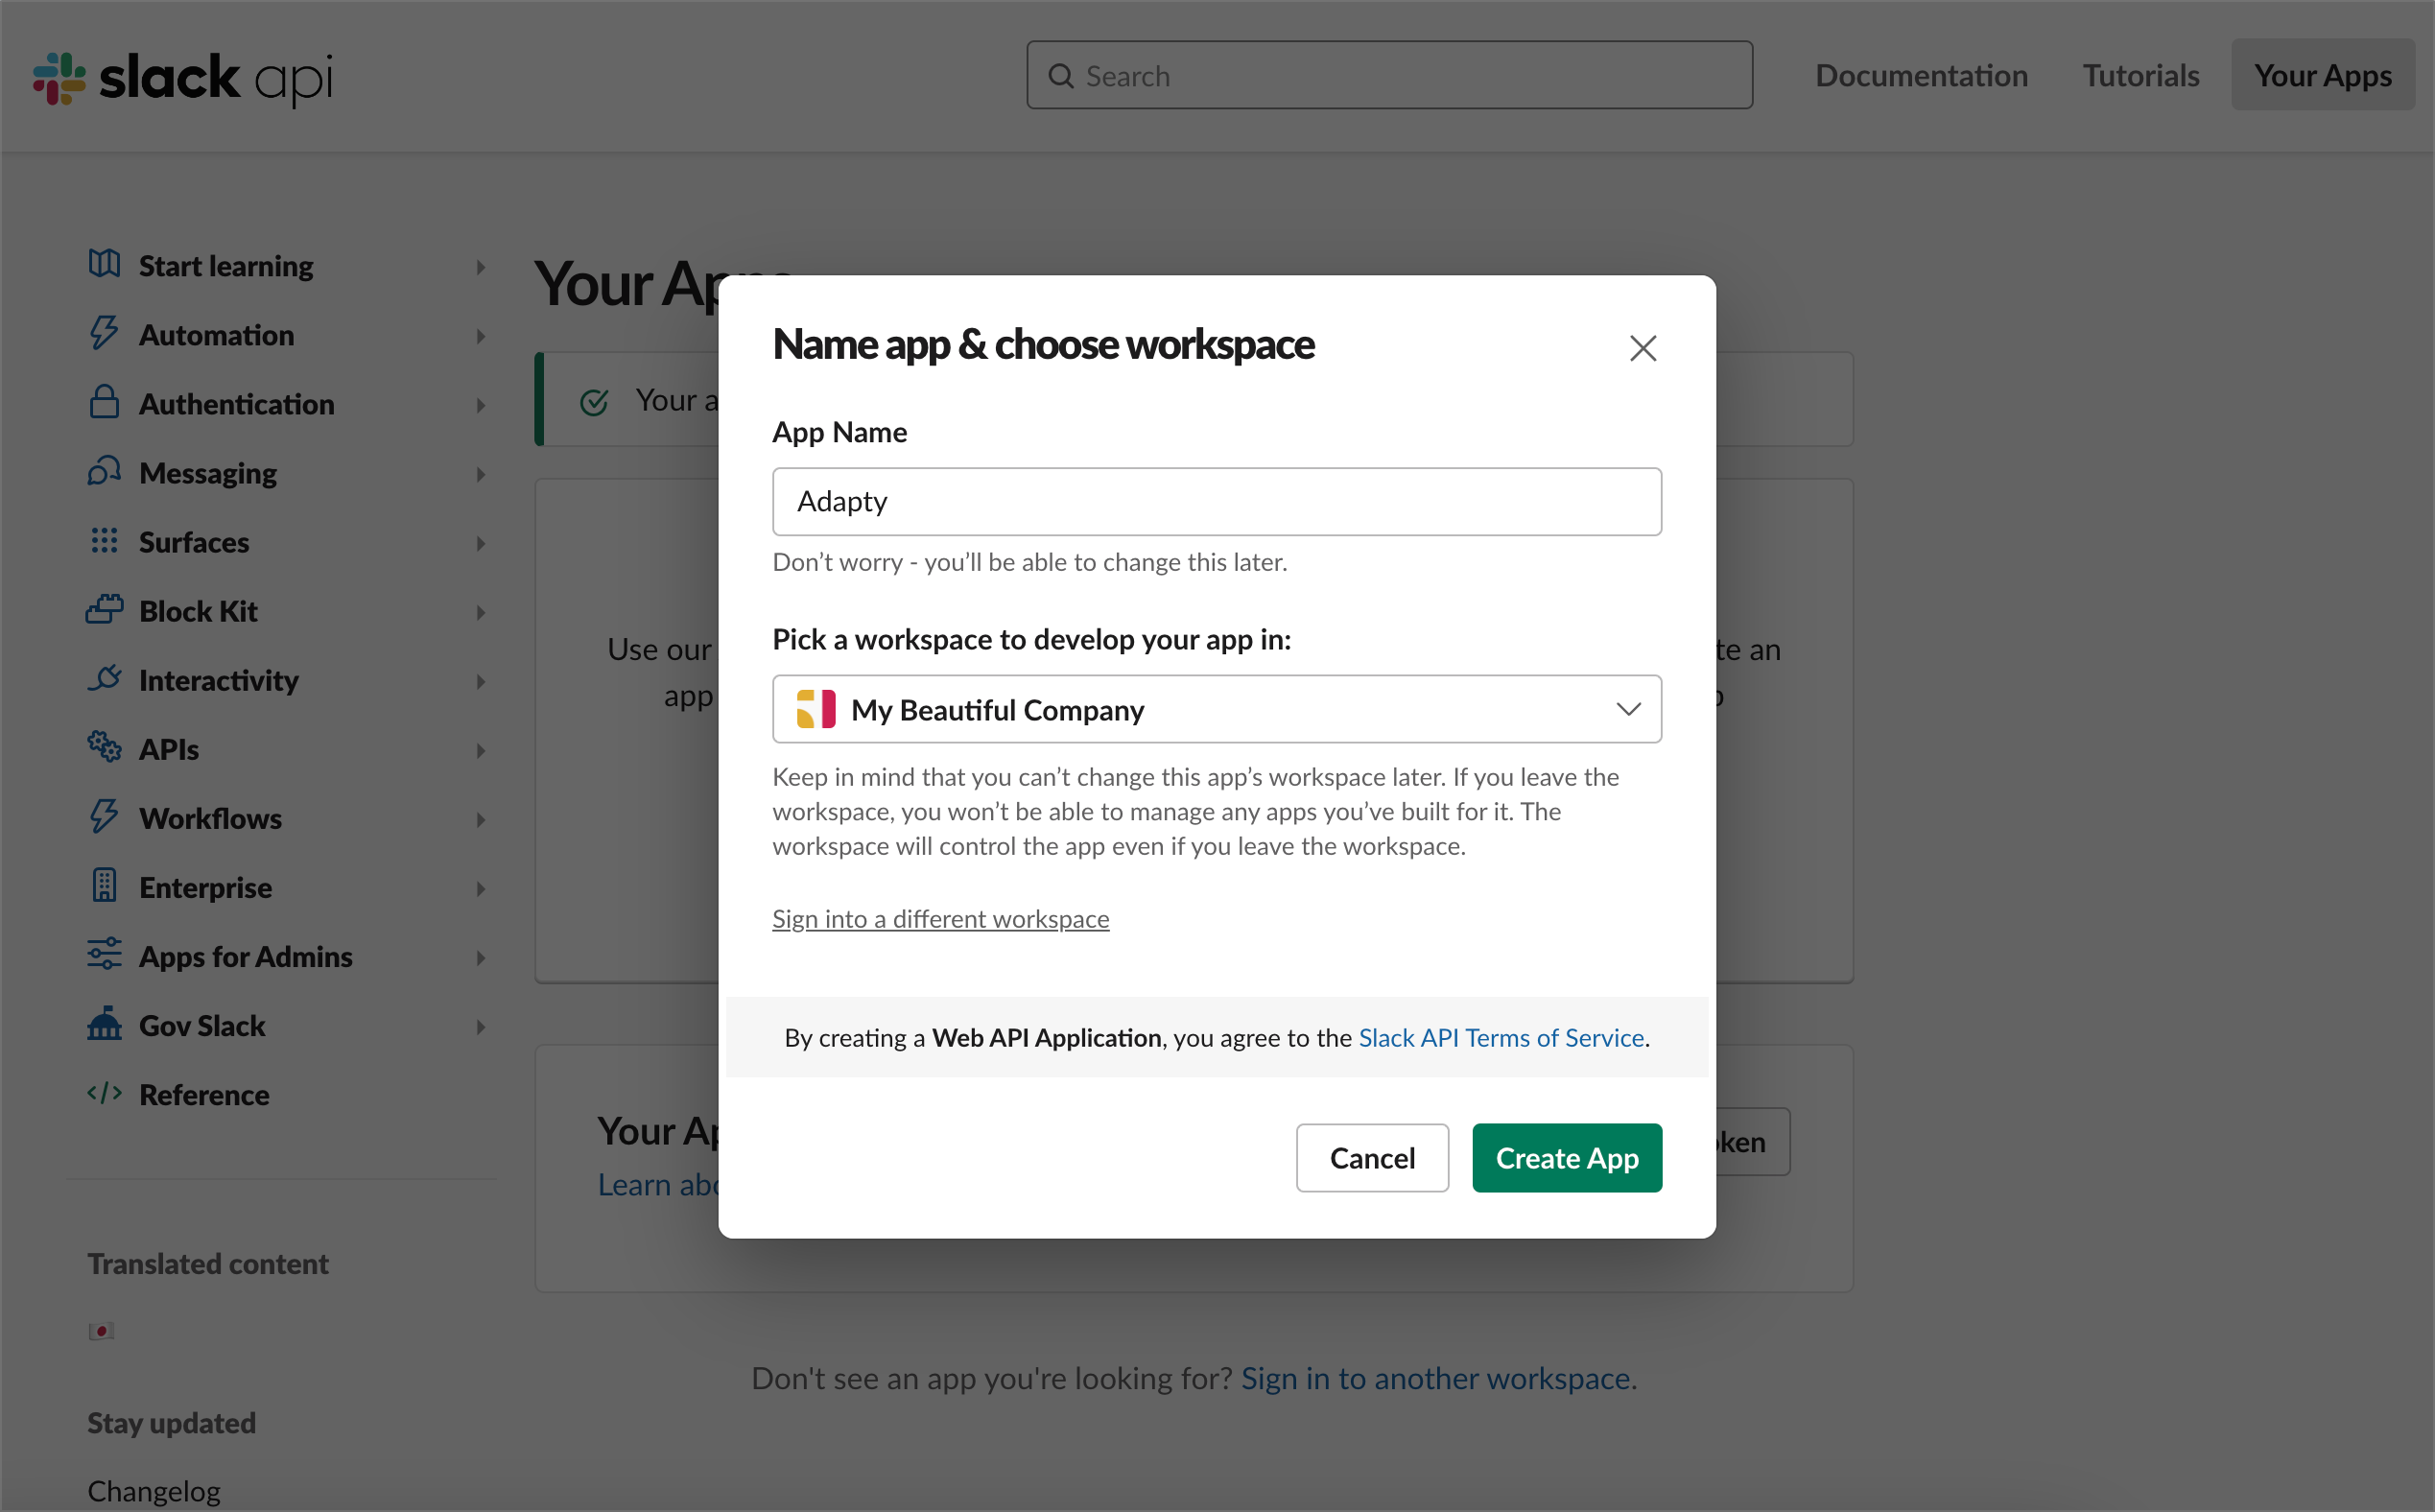 slack api
Search
Documentation
Tutorials
Your Apps
Start learning
Automation
Authentication
Messaging
Surfaces
Block Kit
Interactivity
APIs
Workflows
Enterprise
Apps for Admins
Gov Slack
Reference
Translated content
Stay updated
Changelog
Your
Your
Use our
app
te an
Your
Learn
ken
Name app & choose workspace
App Name
Adapty
Don’t worry - you’ll be able to change this later.
Pick a workspace to develop your app in:
My Beautiful Company
Keep in mind that you can’t change this app’s workspace later. If you leave the
workspace, you won’t be able to manage any apps you’ve built for it. The
workspace will control the app even if you leave the workspace.
Sign into a different workspace
By creating a Web API Application, you agree to the Slack API Terms of Service.
Cancel
Create App
Don't see an app you're looking for? Sign in to another workspace.